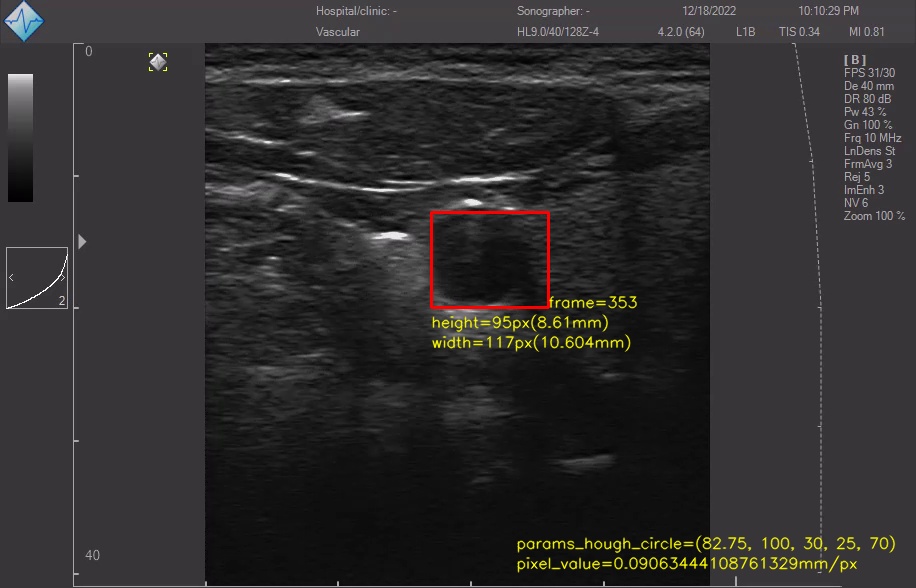 Hospital/clinic: - Sonographer: - 12/18/2022 10:10:29 PM
Vascular HL9.0/40/128Z-4 4.2.0 (64) L1B TIS 0.34 MI 0.81
0
[ B ]
FPS 31/30
De 40 mm
DR 80 dB
Pw 43 %
Gn 100 %
Frq 10 MHz
LnDens St
FrmAvg 3
Rej 5
ImEnh 3
NV 6
Zoom 100 %
2
frame=353
height=95px(8.61mm)
width=117px(10.604mm)
40
params_hough_circle=(82.75, 100, 30, 25, 70)
pixel_value=0.09063444108761329mm/px